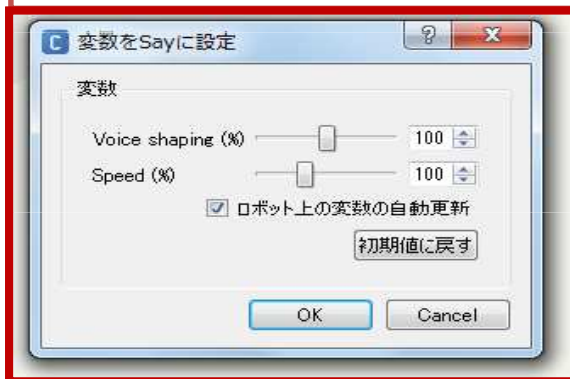 変数をSayに設定
変数
Voice shaping (%) 100
Speed (%) 100
ロボット上の変数の自動更新
初期値に戻す
OK Cancel